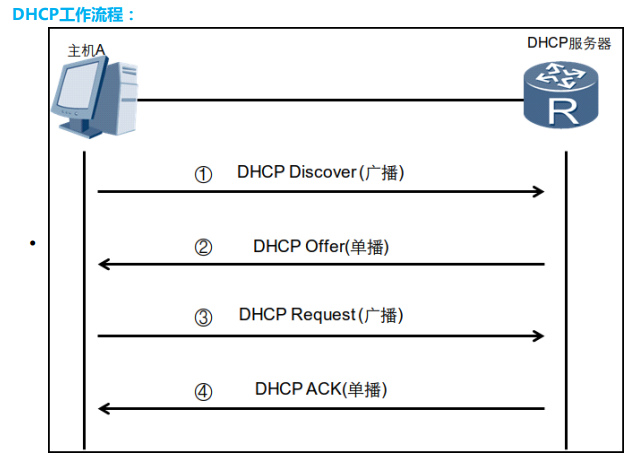 DHCP工作流程：
主机A
DHCP服务器
R
① DHCP Discover(广播)
② DHCP Offer(单播)
③ DHCP Request(广播)
④ DHCP ACK(单播)